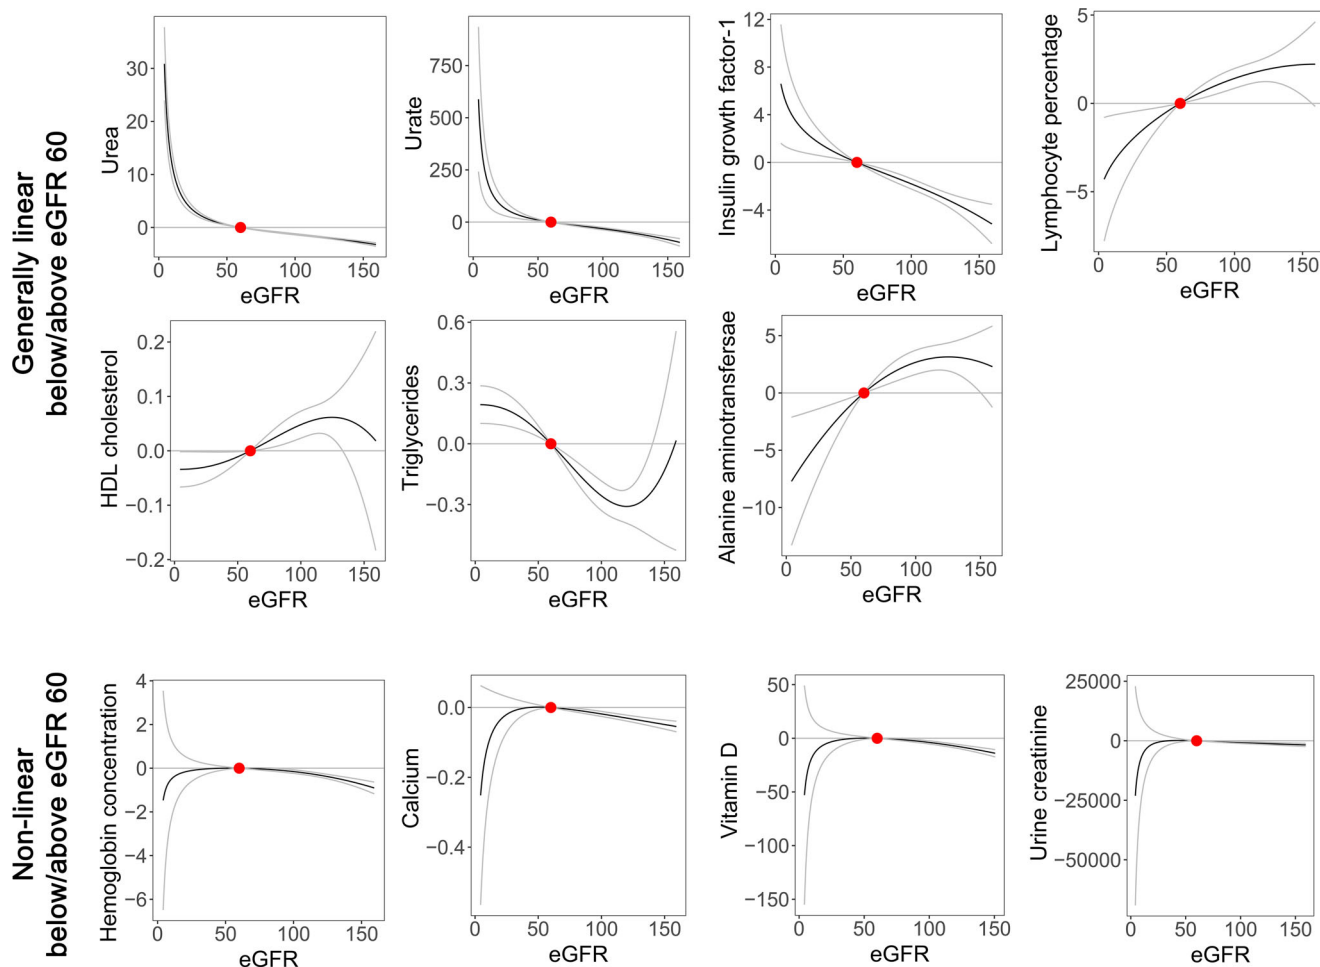 Generally linear
below/above eGFR 60
Urea
30
20
10
0
0 50 100 150
eGFR
Urate
750
500
250
0
0 50 100 150
eGFR
Insulin growth factor-1
12
8
4
0
−4
0 50 100 150
eGFR
Lymphocyte percentage
5
0
−5
0 50 100 150
eGFR
HDL cholesterol
0.2
0.1
0.0
−0.1
−0.2
0 50 100 150
eGFR
Triglycerides
0.6
0.3
0.0
−0.3
0 50 100 150
eGFR
Alanine aminotransfersae
5
0
−5
−10
0 50 100 150
eGFR
Non-linear
below/above eGFR 60
Hemoglobin concentration
4
2
0
−2
−4
−6
0 50 100 150
eGFR
Calcium
0.0
−0.2
−0.4
0 50 100 150
eGFR
Vitamin D
50
0
−50
−100
−150
0 50 100 150
eGFR
Urine creatinine
25000
0
−25000
−50000
0 50 100 150
eGFR